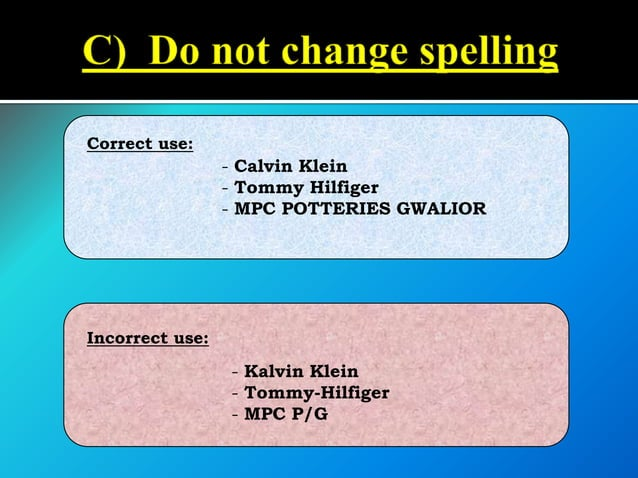 C) Do not change spelling
Correct use:
- Calvin Klein
- Tommy Hilfiger
- MPC POTTERIES GWALIOR
Incorrect use:
- Kalvin Klein
- Tommy-Hilfiger
- MPC P/G